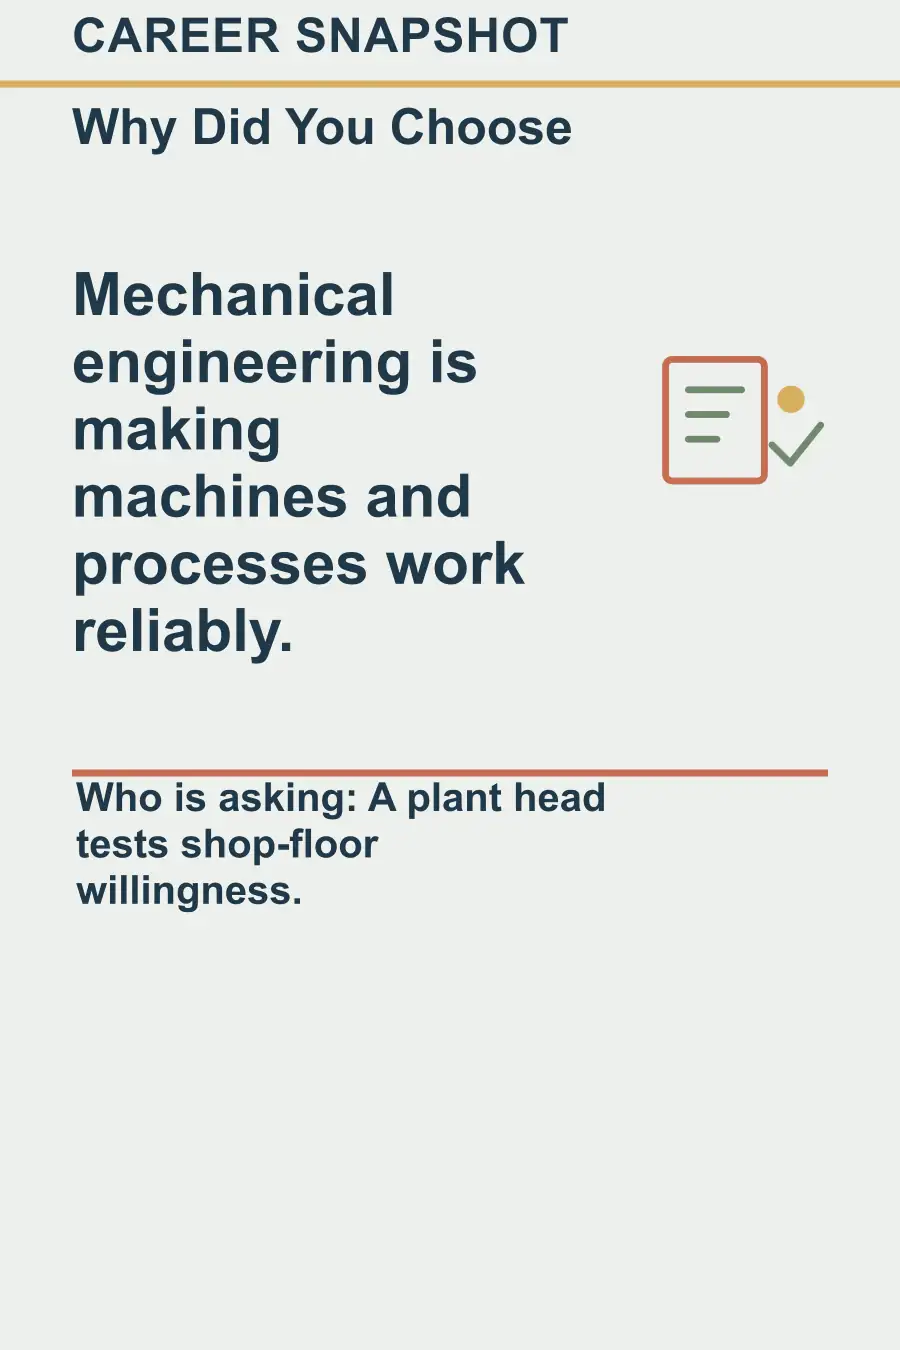 CAREER SNAPSHOT
Why Did You Choose
Mechanical
engineering is
making
machines and
processes work
reliably.
Who is asking: A plant head
tests shop-floor
willingness.